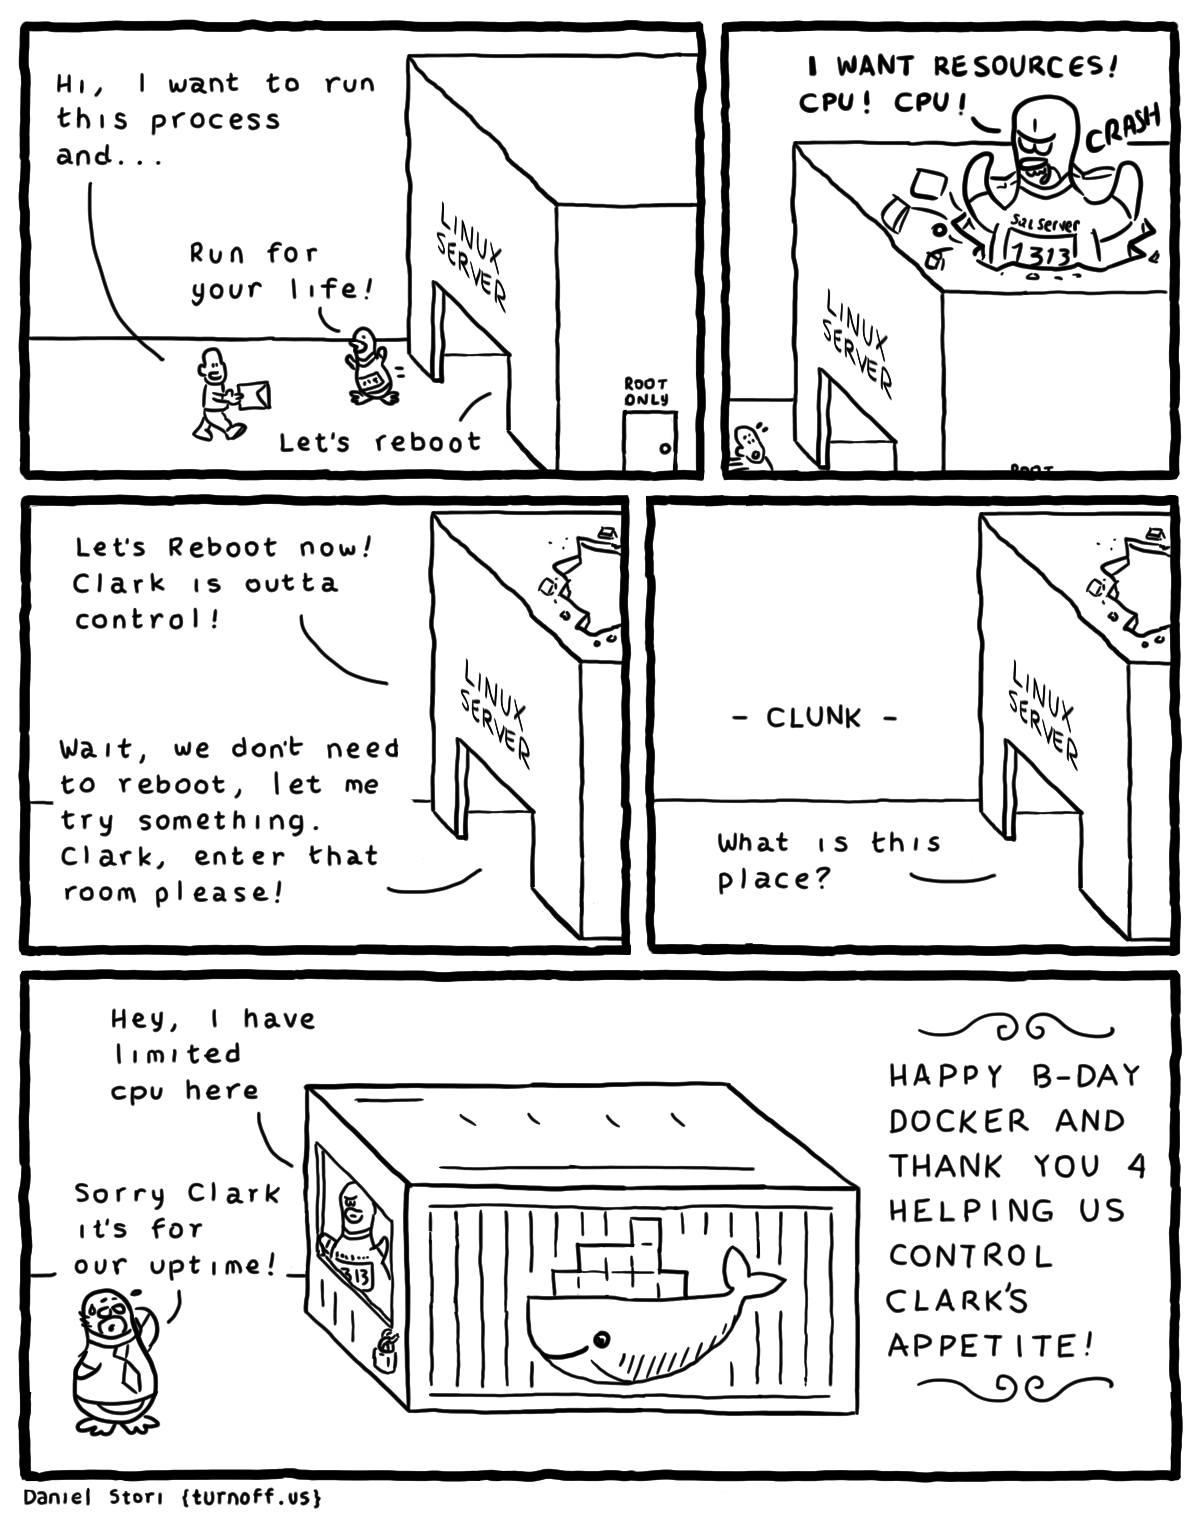 Hi, I want to run
this process
and...
Run for
your life!
LINUX
SERVER
ROOT
ONLY
Let's reboot
I WANT RESOURCES!
CPU! CPU!
CRASH
SQL Server
1313
LINUX
SERVER
ROOT
Let's Reboot now!
Clark is outta
control!
LINUX
SERVER
Wait, we don't need
to reboot, let me
try something.
Clark, enter that
room please!
- CLUNK -
LINUX
SERVER
What is this
place?
Hey, I have
limited
cpu here
Sorry Clark
it's for
our uptime!
313
HAPPY B-DAY
DOCKER AND
THANK YOU 4
HELPING US
CONTROL
CLARK'S
APPETITE!
Daniel Stori {turnoff.us}